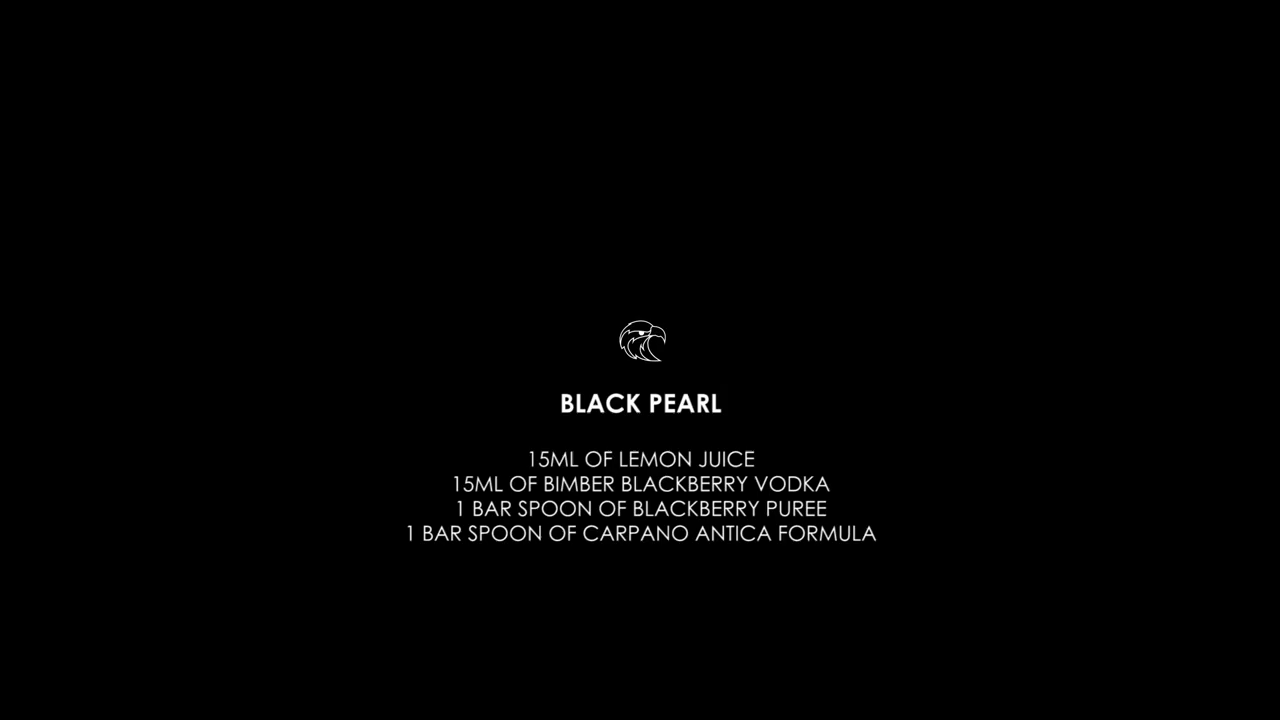 BLACK PEARL
15ML OF LEMON JUICE
15ML OF BIMBER BLACKBERRY VODKA
1 BAR SPOON OF BLACKBERRY PUREE
1 BAR SPOON OF CARPANO ANTICA FORMULA